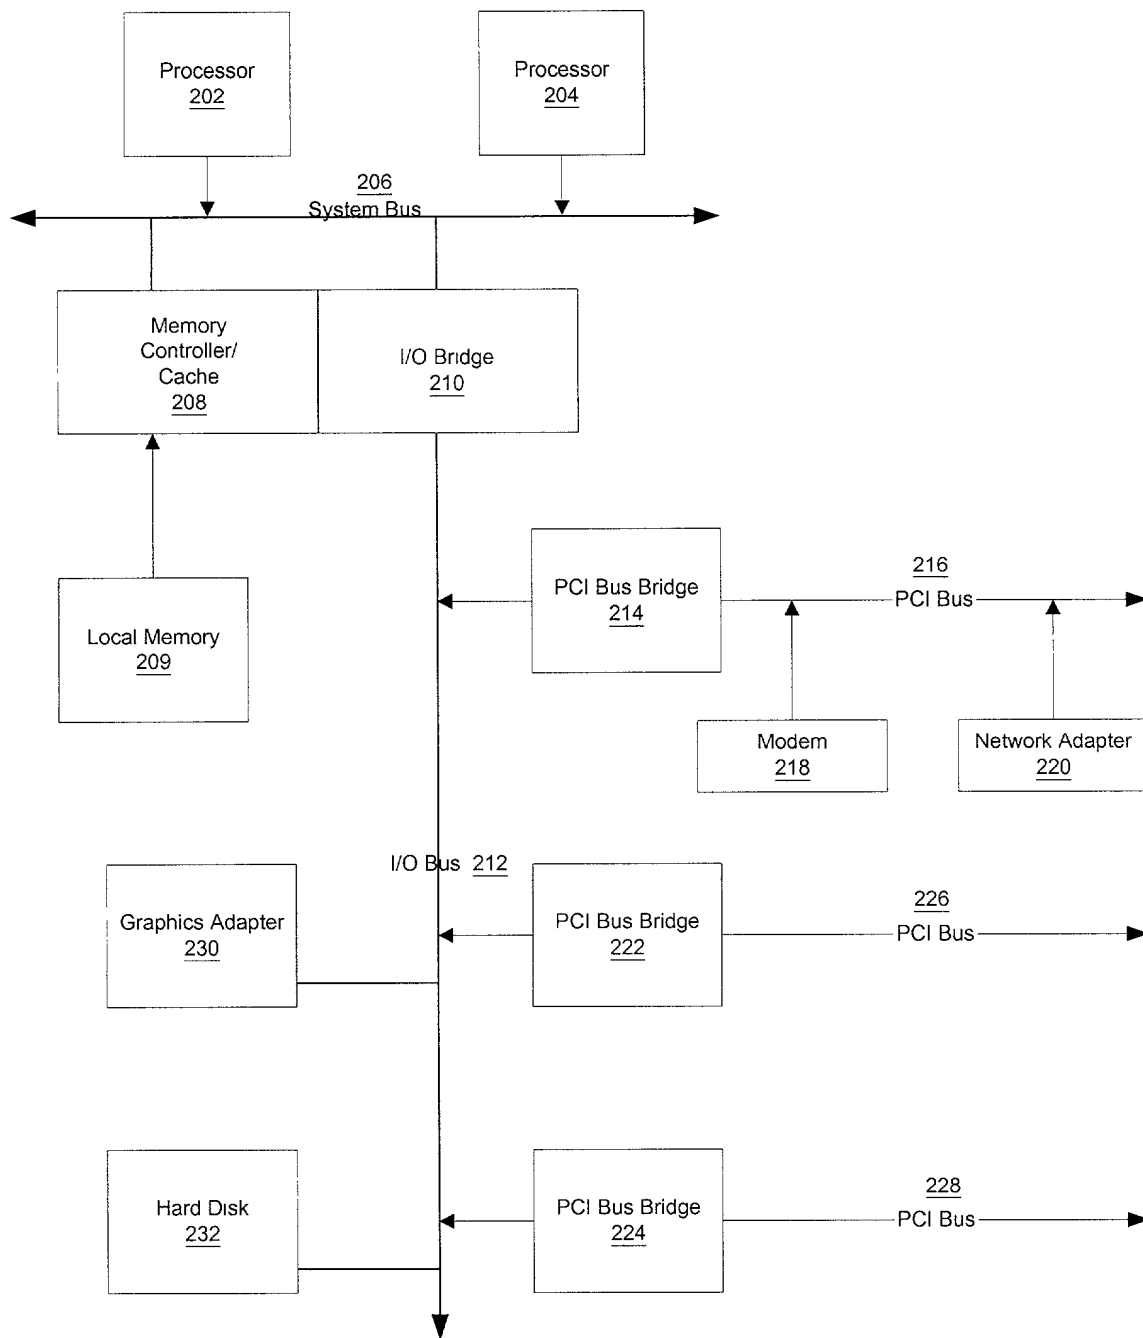 Processor
202
Processor
204
206
System Bus
Memory
Controller/
Cache
208
I/O Bridge
210
PCI Bus Bridge
214
216
PCI Bus
Local Memory
209
Modem
218
Network Adapter
220
I/O Bus 212
Graphics Adapter
230
PCI Bus Bridge
222
226
PCI Bus
Hard Disk
232
PCI Bus Bridge
224
228
PCI Bus